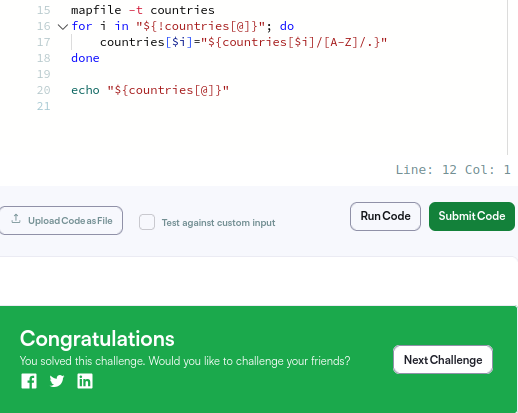 15 mapfile -t countries
16 for i in "${!countries[@]}"; do
17     countries[$i]="${countries[$i]/[A-Z]/.}"
18 done
19
20 echo "${countries[@]}"
21
Line: 12 Col: 1
Upload Code as File
Test against custom input
Run Code
Submit Code
Congratulations
You solved this challenge. Would you like to challenge your friends?
Next Challenge